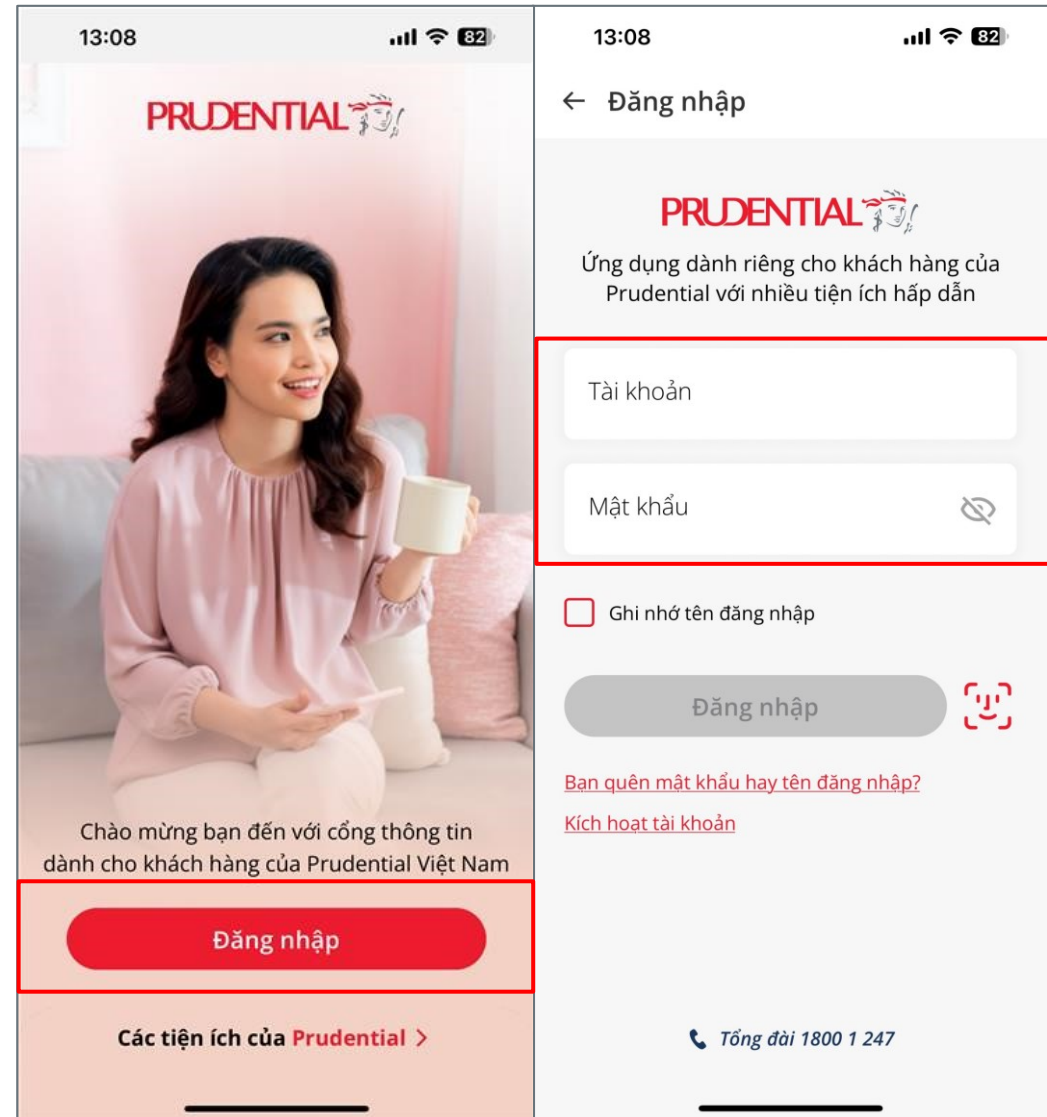 13:08
82
PRUDENTIAL
Chào mừng bạn đến với cổng thông tin
dành cho khách hàng của Prudential Việt Nam
Đăng nhập
Các tiện ích của Prudential >
13:08
82
← Đăng nhập
PRUDENTIAL
Ứng dụng dành riêng cho khách hàng của
Prudential với nhiều tiện ích hấp dẫn
Tài khoản
Mật khẩu
Ghi nhớ tên đăng nhập
Đăng nhập
Bạn quên mật khẩu hay tên đăng nhập?
Kích hoạt tài khoản
Tổng đài 1800 1 247